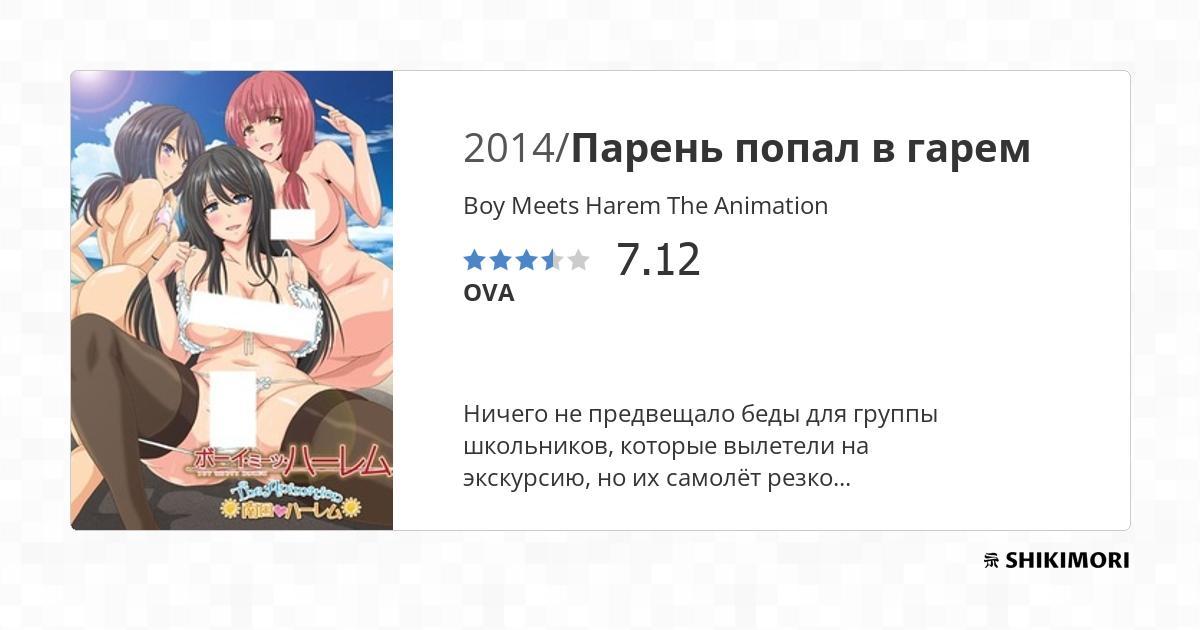 2014/Парень попал в гарем
Boy Meets Harem The Animation
7.12
OVA
Ничего не предвещало беды для группы
школьников, которые вылетели на
экскурсию, но их самолёт резко...
ボーイ・ミーツ・ハーレム
The Animation
南国♥ハーレム
SHIKIMORI